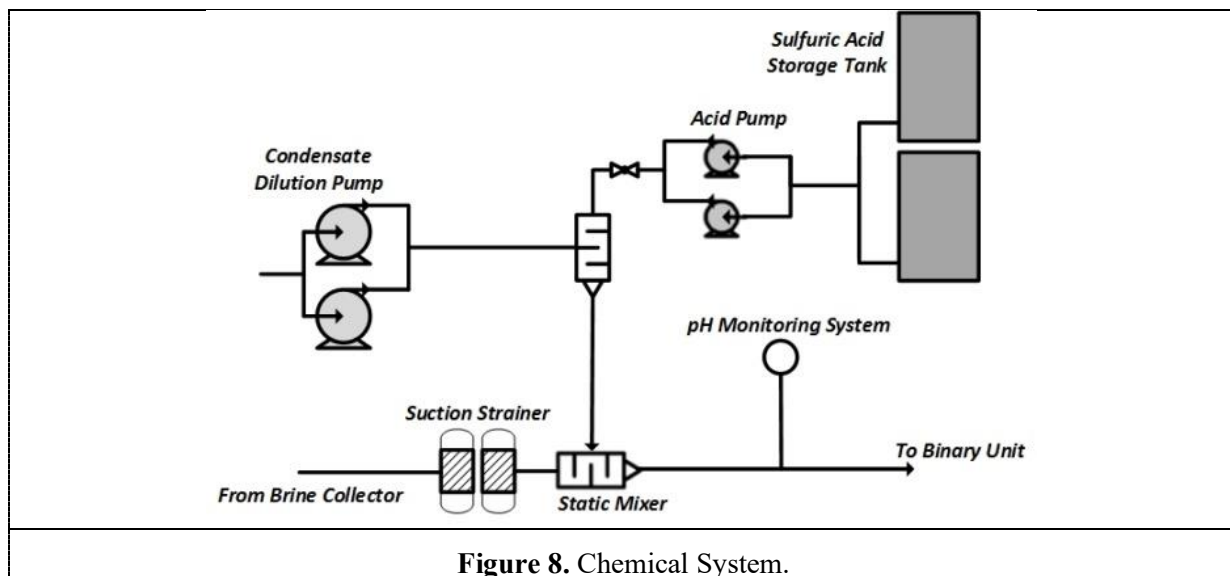 Sulfuric Acid
Storage Tank
Acid Pump
Condensate
Dilution Pump
pH Monitoring System
Suction Strainer
To Binary Unit
From Brine Collector
Static Mixer
Figure 8. Chemical System.